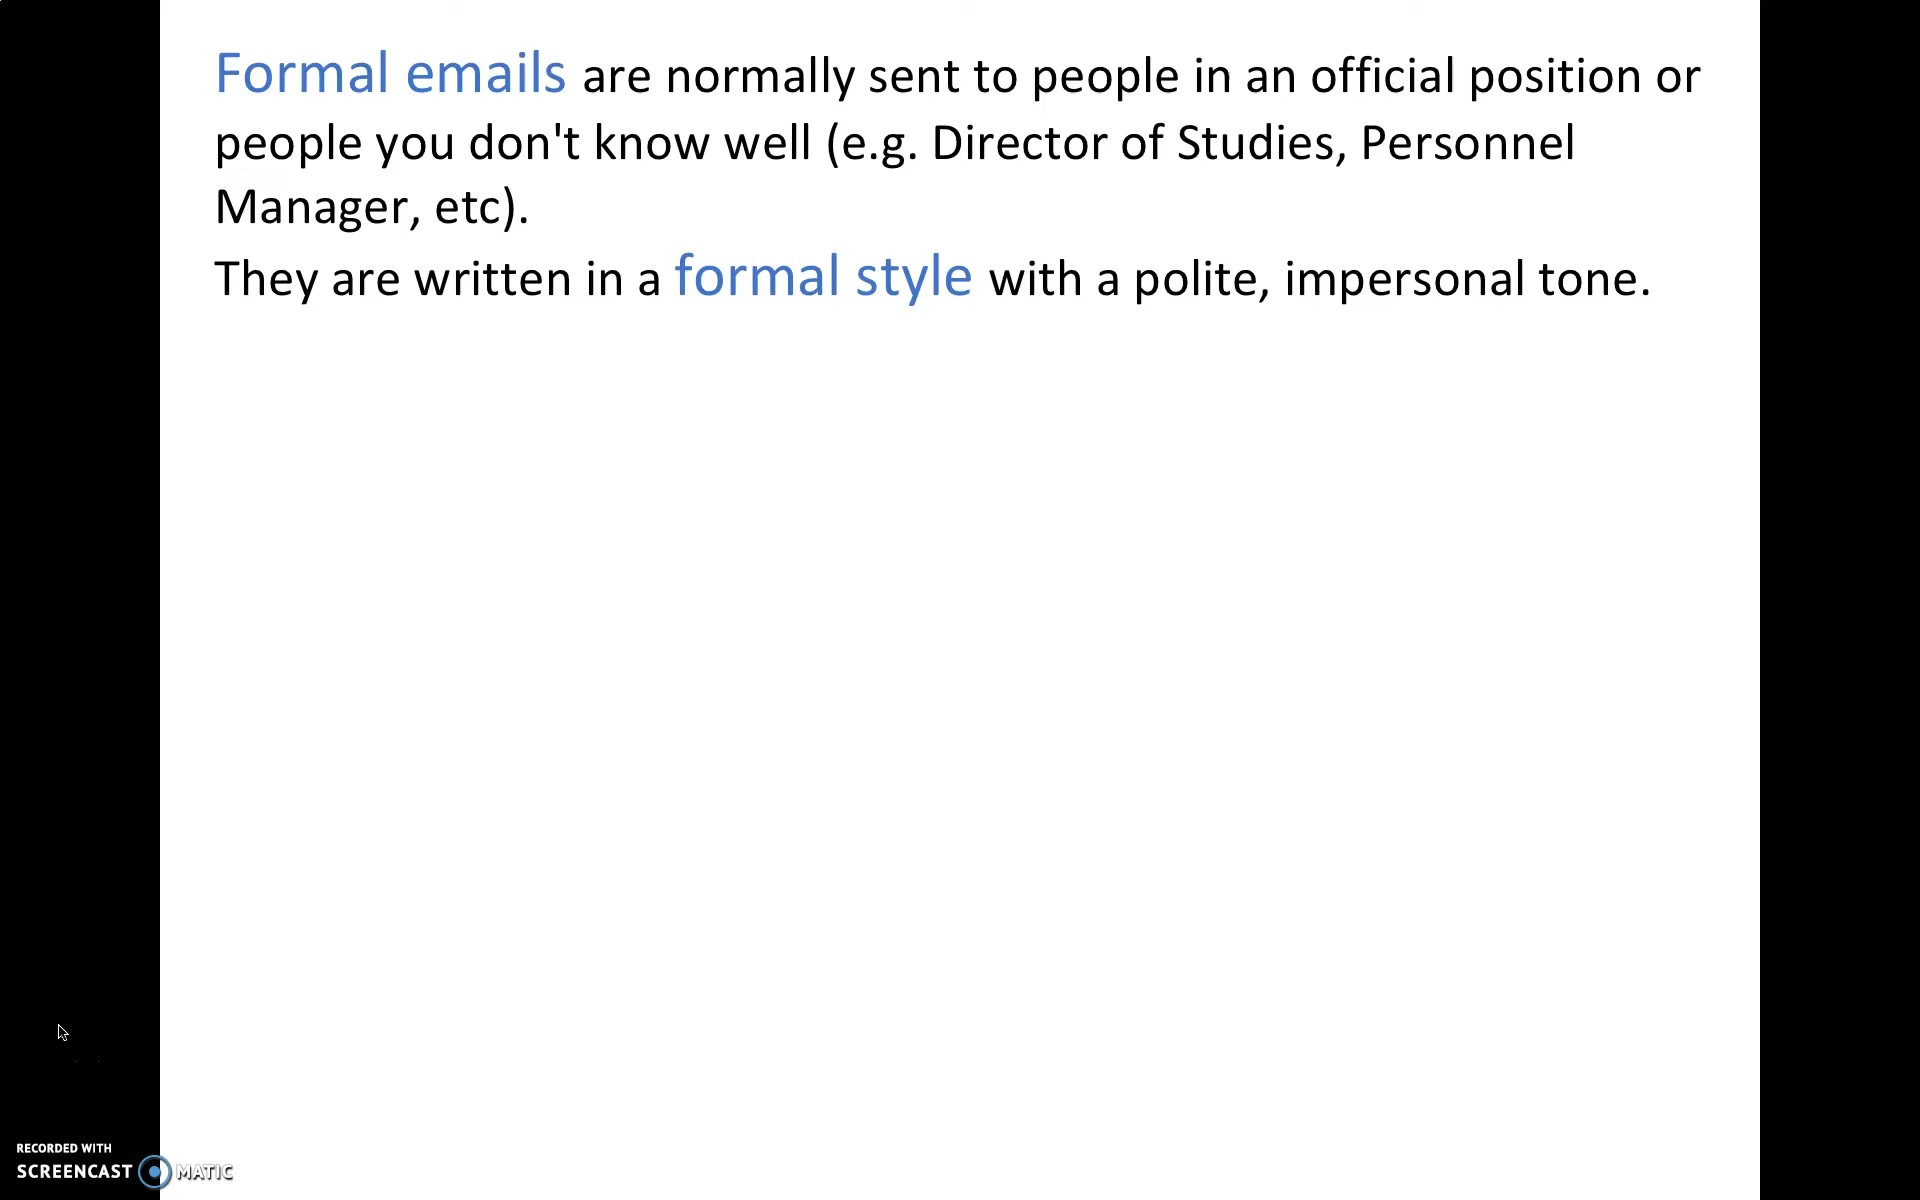 Formal emails are normally sent to people in an official position or
people you don't know well (e.g. Director of Studies, Personnel
Manager, etc).
They are written in a formal style with a polite, impersonal tone.
RECORDED WITH
SCREENCAST MATIC